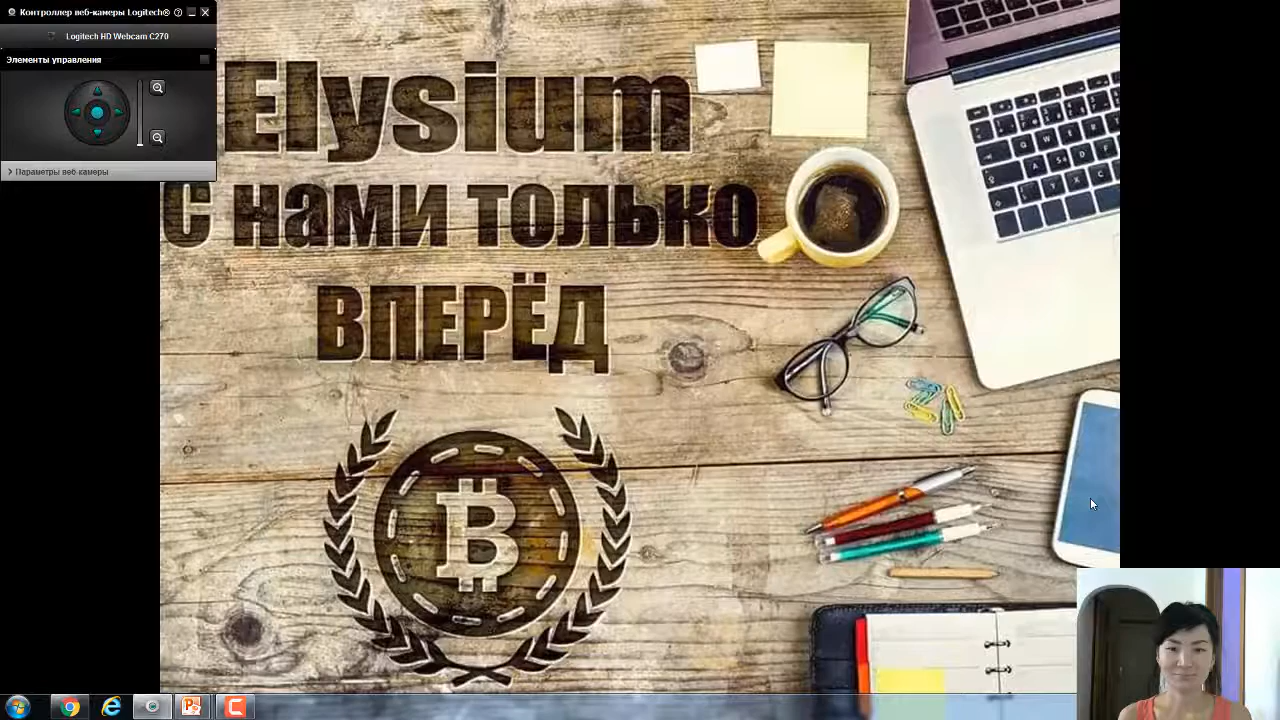 Контроллер веб-камеры Logitech®
Logitech HD Webcam C270
Элементы управления
Параметры веб-камеры
Elysium
С нами только
вперёд